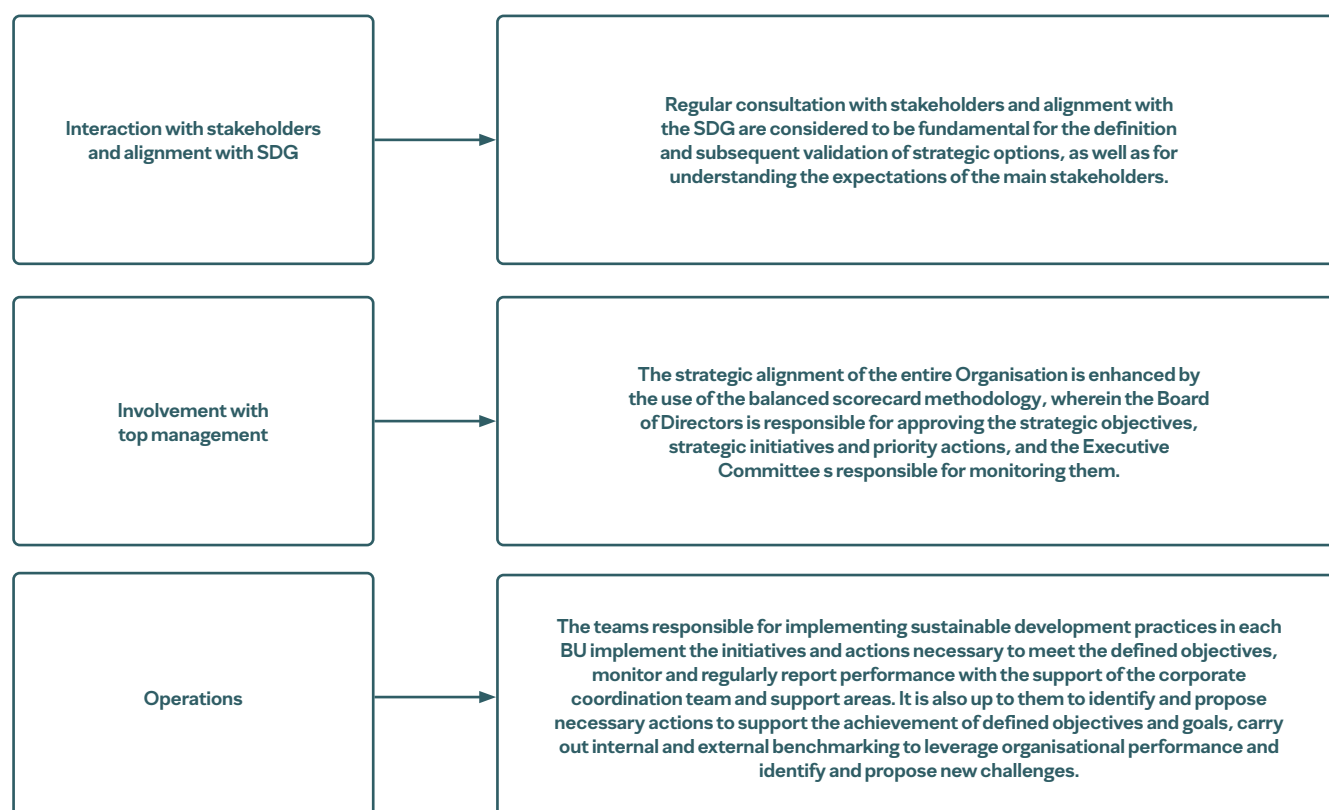 Interaction with stakeholders
and alignment with SDG
Regular consultation with stakeholders and alignment with
the SDG are considered to be fundamental for the definition
and subsequent validation of strategic options, as well as for
understanding the expectations of the main stakeholders.
Involvement with
top management
The strategic alignment of the entire Organisation is enhanced by
the use of the balanced scorecard methodology, wherein the Board
of Directors is responsible for approving the strategic objectives,
strategic initiatives and priority actions, and the Executive
Committee s responsible for monitoring them.
Operations
The teams responsible for implementing sustainable development practices in each
BU implement the initiatives and actions necessary to meet the defined objectives,
monitor and regularly report performance with the support of the corporate
coordination team and support areas. It is also up to them to identify and propose
necessary actions to support the achievement of defined objectives and goals, carry
out internal and external benchmarking to leverage organisational performance and
identify and propose new challenges.